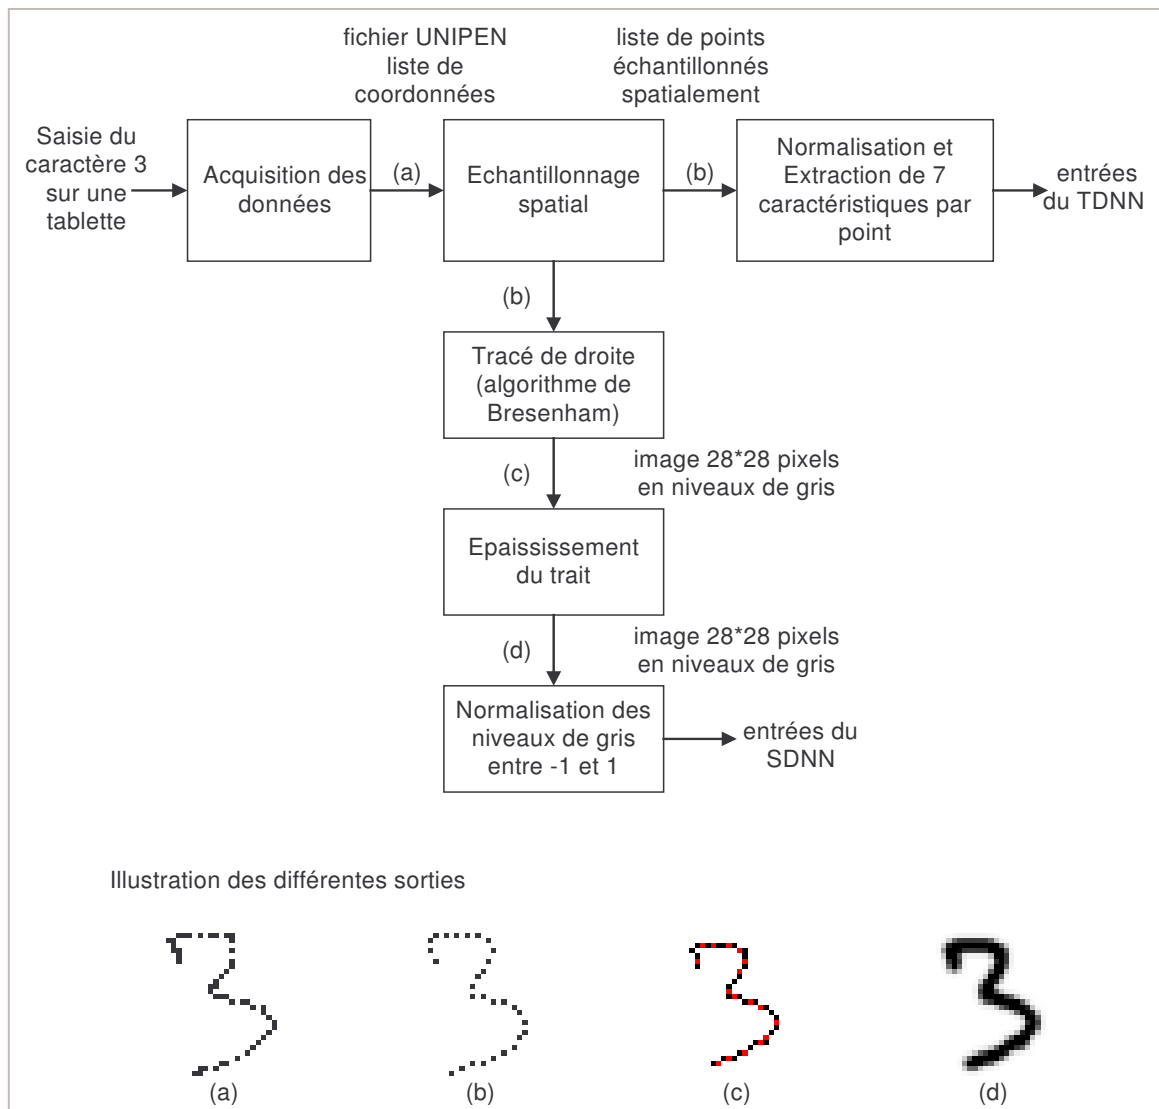 fichier UNIPEN
liste de
coordonnées
liste de points
échantillonnés
spatialement
Saisie du
caractère 3
sur une
tablette
Acquisition des
données
(a)
Echantillonnage
spatial
(b)
Normalisation et
Extraction de 7
caractéristiques par
point
entrées
du TDNN
(b)
Tracé de droite
(algorithme de
Bresenham)
(c)
image 28*28 pixels
en niveaux de gris
Epaississement
du trait
(d)
image 28*28 pixels
en niveaux de gris
Normalisation des
niveaux de gris
entre -1 et 1
entrées du
SDNN
Illustration des différentes sorties
(a)
(b)
(c)
(d)